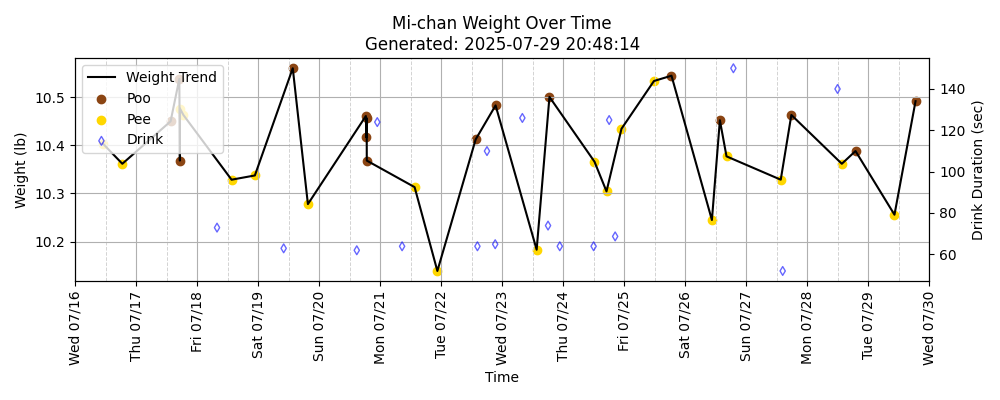 Mi-chan Weight Over Time
Generated: 2025-07-29 20:48:14
Weight Trend
Poo
Pee
Drink
Weight (lb)
10.5
10.4
10.3
10.2
Drink Duration (sec)
140
120
100
80
60
Wed 07/16
Thu 07/17
Fri 07/18
Sat 07/19
Sun 07/20
Mon 07/21
Tue 07/22
Wed 07/23
Thu 07/24
Fri 07/25
Sat 07/26
Sun 07/27
Mon 07/28
Tue 07/29
Wed 07/30
Time